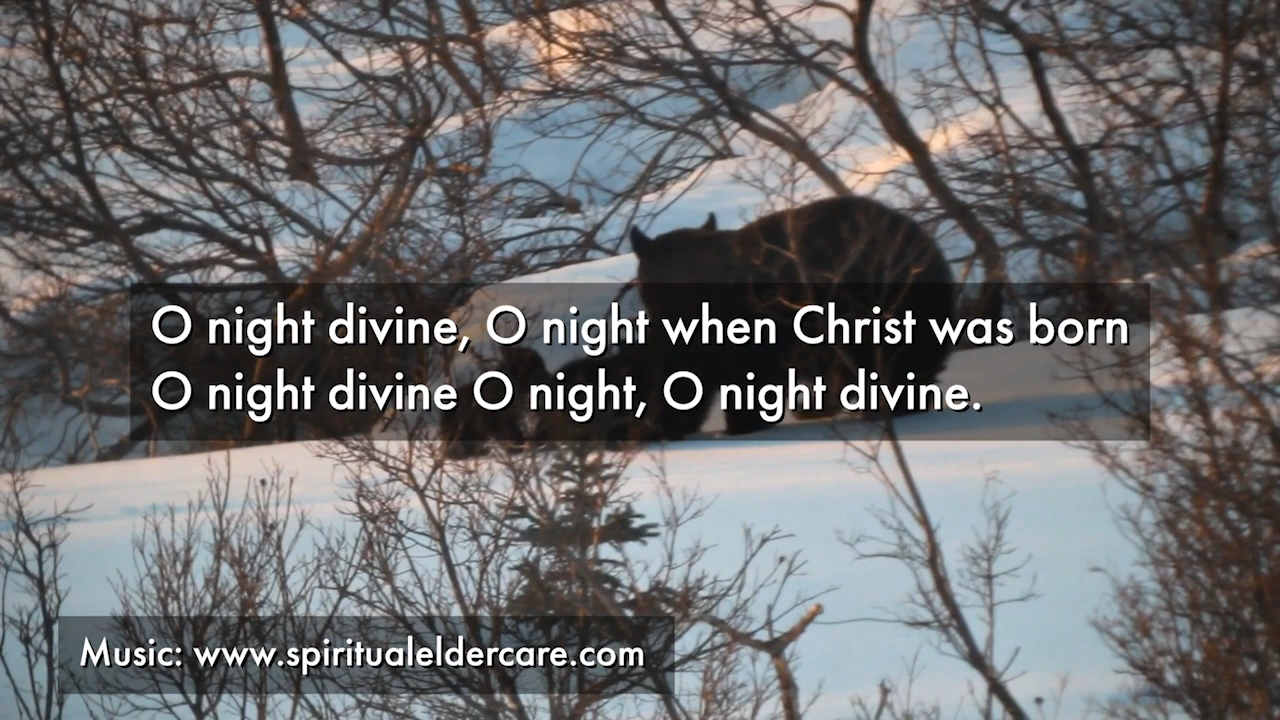 O night divine, O night when Christ was born
O night divine O night, O night divine.
Music: www.spiritualeldercare.com